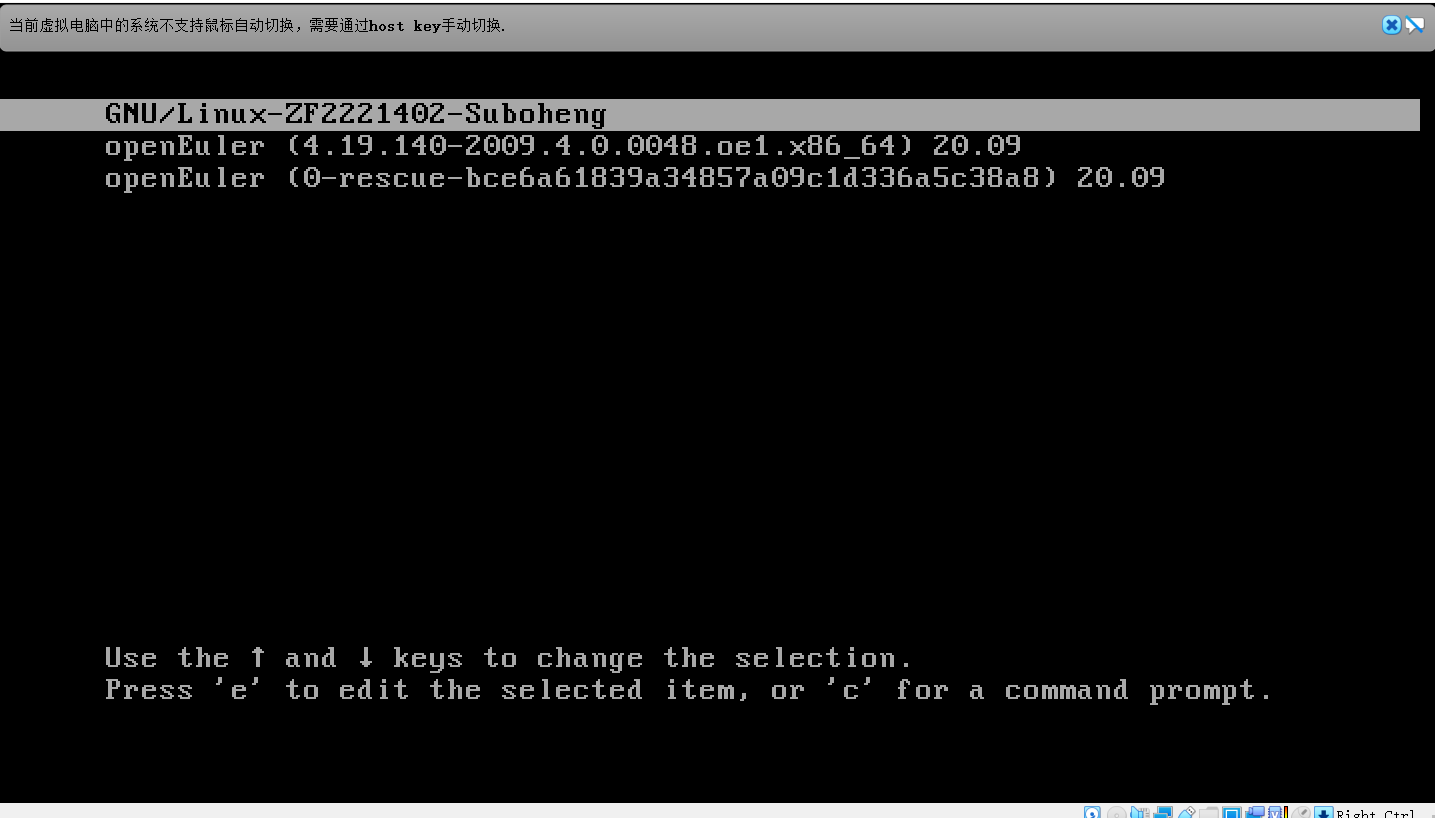 当前虚拟电脑中的系统不支持鼠标自动切换，需要通过host key手动切换.
GNU/Linux-ZF2221402-Suboheng
openEuler (4.19.140-2009.4.0.0048.oe1.x86_64) 20.09
openEuler (0-rescue-bce6a61839a34857a09c1d336a5c38a8) 20.09
Use the ↑ and ↓ keys to change the selection.
Press 'e' to edit the selected item, or 'c' for a command prompt.
Right Ctrl